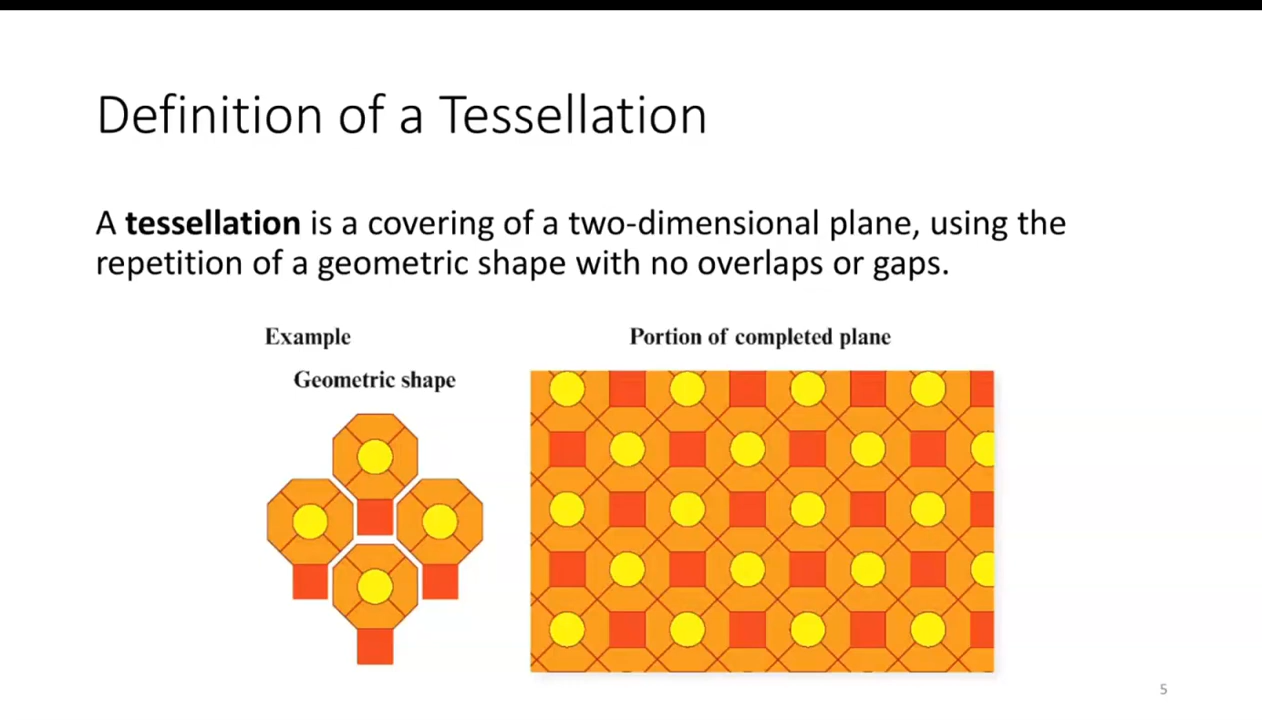 Definition of a Tessellation
A tessellation is a covering of a two-dimensional plane, using the
repetition of a geometric shape with no overlaps or gaps.
Example
Portion of completed plane
Geometric shape
5